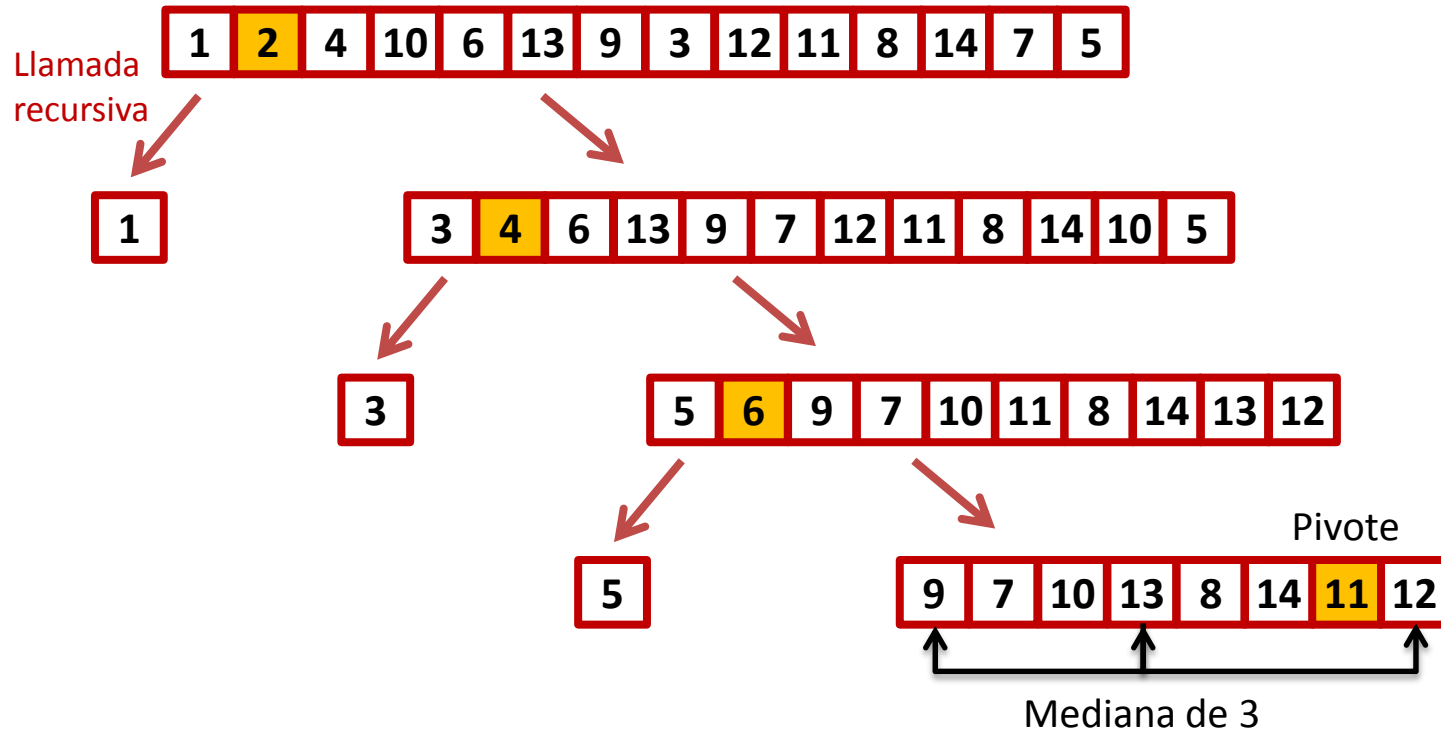 1 2 4 10 6 13 9 3 12 11 8 14 7 5
Llamada
recursiva
1
3 4 6 13 9 7 12 11 8 14 10 5
3
5 6 9 7 10 11 8 14 13 12
Pivote
5
9 7 10 13 8 14 11 12
Mediana de 3